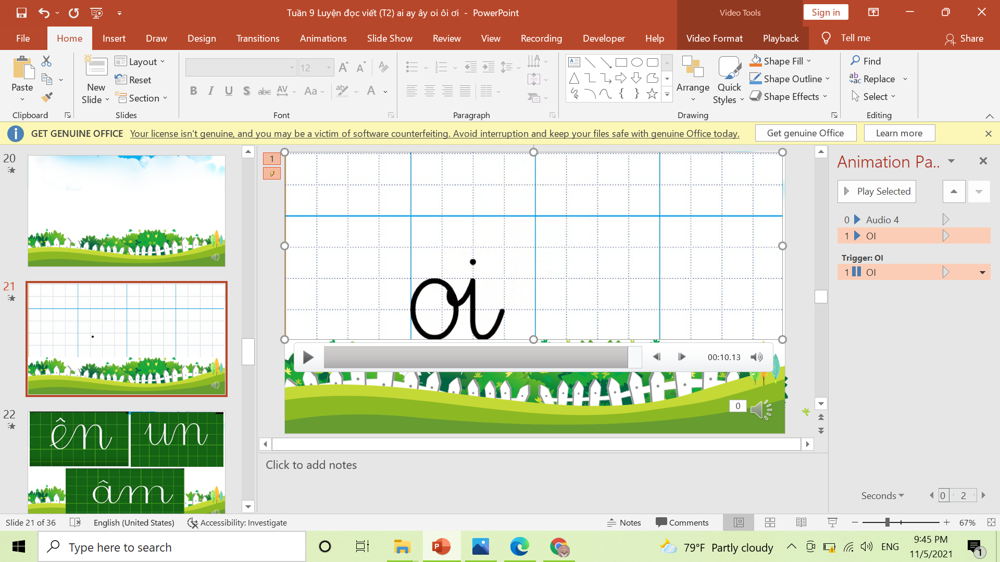 Tuần 9 Luyện đọc viết (T2) ai ay ây oi ôi ơi - PowerPoint
Video Tools
Sign in
File Home Insert Draw Design Transitions Animations Slide Show Review View Recording Developer Help Video Format Playback Tell me Share
Paste
New Slide
Layout
Reset
Section
12
B I U S abc AV Aa ab A
Arrange
Quick Styles
Shape Fill
Shape Outline
Shape Effects
Find
Replace
Select
Clipboard Slides Font Paragraph Drawing Editing
GET GENUINE OFFICE Your license isn't genuine, and you may be a victim of software counterfeiting. Avoid interruption and keep your files safe with genuine Office today. Get genuine Office Learn more
20
21
22
ên un
âm
1
oi
00:10.13
0
Click to add notes
Animation Pa..
Play Selected
0 Audio 4
1 OI
Trigger: OI
1 OI
Seconds 0 2
Slide 21 of 36 English (United States) Accessibility: Investigate Notes Comments 67%
Type here to search
79°F Partly cloudy ENG
9:45 PM
11/5/2021
1